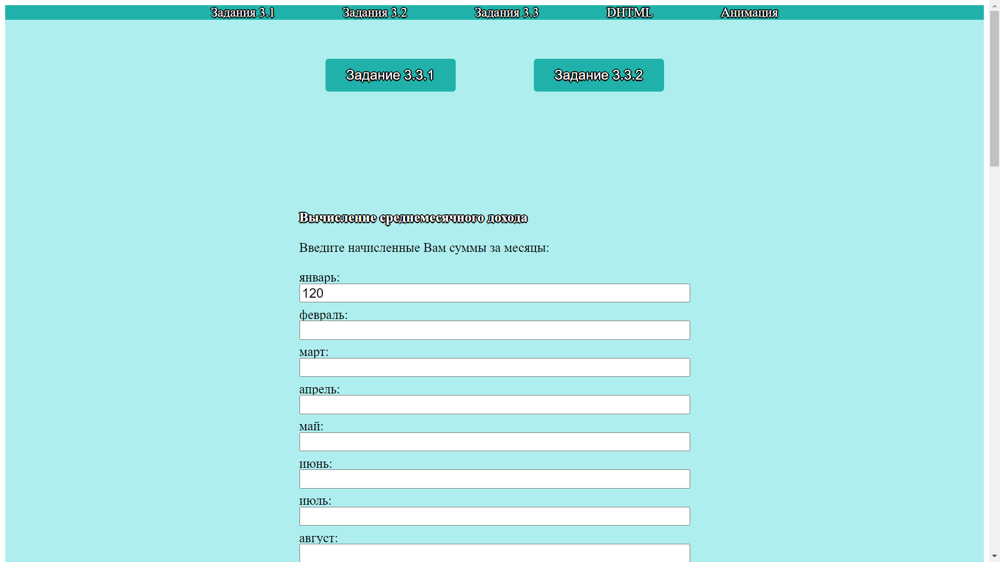 Задания 3.1 Задания 3.2 Задания 3.3 DHTML Анимация
Задание 3.3.1 Задание 3.3.2
Вычисление среднемесячного дохода
Введите начисленные Вам суммы за месяцы:
январь:
120
февраль:
март:
апрель:
май:
июнь:
июль:
август: